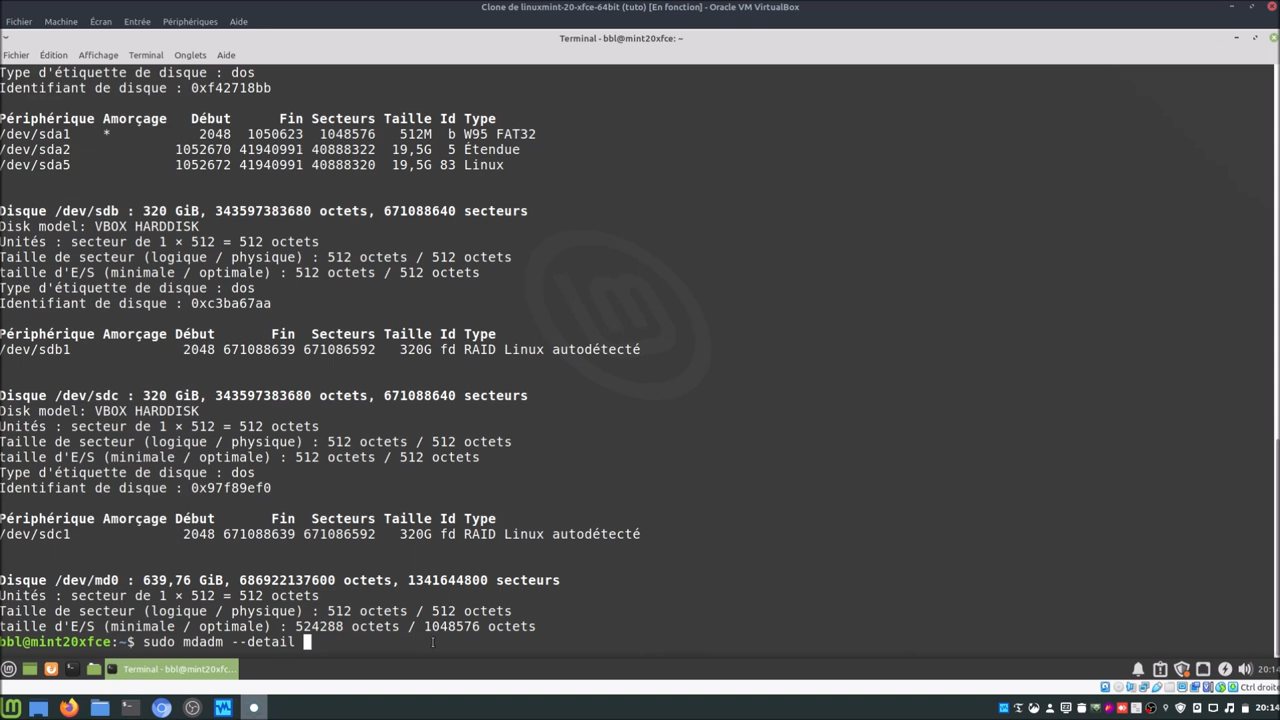 Clone de linuxmint-20-xfce-64bit (tuto) [En fonction] - Oracle VM VirtualBox
Fichier Machine Écran Entrée Périphériques Aide
Terminal - bbl@mint20xfce: ~
Fichier Édition Affichage Terminal Onglets Aide
Type d'étiquette de disque : dos
Identifiant de disque : 0xf42718bb
Périphérique Amorçage Début Fin Secteurs Taille Id Type
/dev/sda1 * 2048 1050623 1048576 512M b W95 FAT32
/dev/sda2 1052670 41940991 40888322 19,5G 5 Étendue
/dev/sda5 1052672 41940991 40888320 19,5G 83 Linux
Disque /dev/sdb : 320 GiB, 343597383680 octets, 671088640 secteurs
Disk model: VBOX HARDDISK
Unités : secteur de 1 × 512 = 512 octets
Taille de secteur (logique / physique) : 512 octets / 512 octets
taille d'E/S (minimale / optimale) : 512 octets / 512 octets
Type d'étiquette de disque : dos
Identifiant de disque : 0xc3ba67aa
Périphérique Amorçage Début Fin Secteurs Taille Id Type
/dev/sdb1 2048 671088639 671086592 320G fd RAID Linux autodétecté
Disque /dev/sdc : 320 GiB, 343597383680 octets, 671088640 secteurs
Disk model: VBOX HARDDISK
Unités : secteur de 1 × 512 = 512 octets
Taille de secteur (logique / physique) : 512 octets / 512 octets
taille d'E/S (minimale / optimale) : 512 octets / 512 octets
Type d'étiquette de disque : dos
Identifiant de disque : 0x97f89ef0
Périphérique Amorçage Début Fin Secteurs Taille Id Type
/dev/sdc1 2048 671088639 671086592 320G fd RAID Linux autodétecté
Disque /dev/md0 : 639,76 GiB, 686922137600 octets, 1341644800 secteurs
Unités : secteur de 1 × 512 = 512 octets
Taille de secteur (logique / physique) : 512 octets / 512 octets
taille d'E/S (minimale / optimale) : 524288 octets / 1048576 octets
bbl@mint20xfce:~$ sudo mdadm --detail
Terminal - bbl@mint20xfc... 20:14
Ctrl droite
20:14